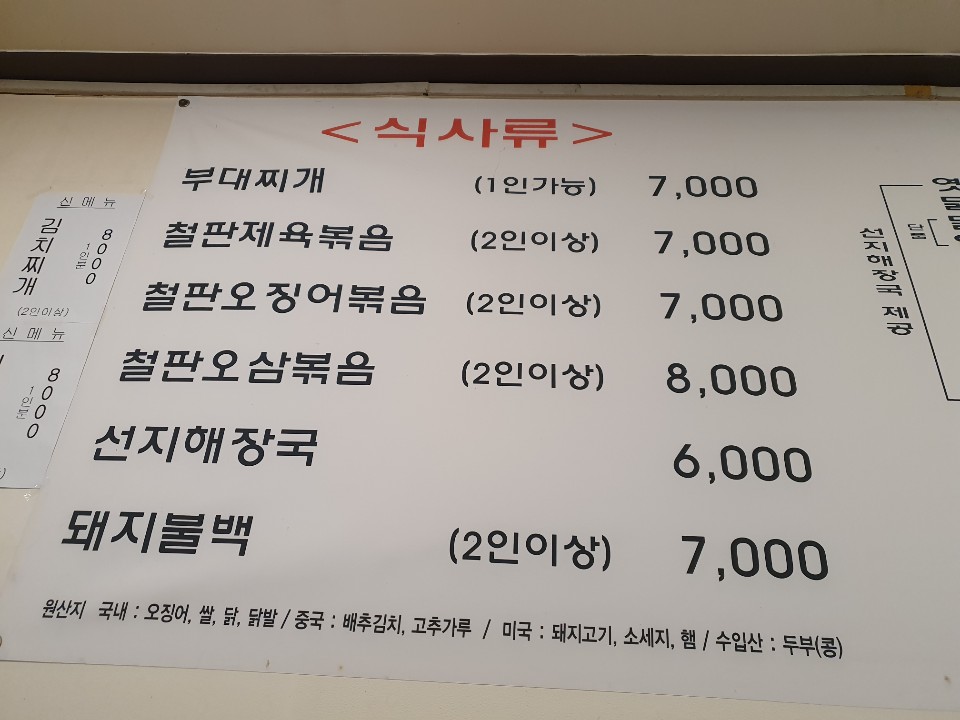 <식사류>
부대찌개 (1인가능) 7,000
철판제육볶음 (2인이상) 7,000
철판오징어볶음 (2인이상) 7,000
철판오삼볶음 (2인이상) 8,000
선지해장국 6,000
돼지불백 (2인이상) 7,000
원산지 국내 : 오징어, 쌀, 닭, 닭발 / 중국 : 배추김치, 고추가루 / 미국 : 돼지고기, 소세지, 햄 / 수입산 : 두부(콩)
신메뉴
김치찌개
1인분
8000
(2인이상)
신메뉴
1인분
8000
선지해장국 제공